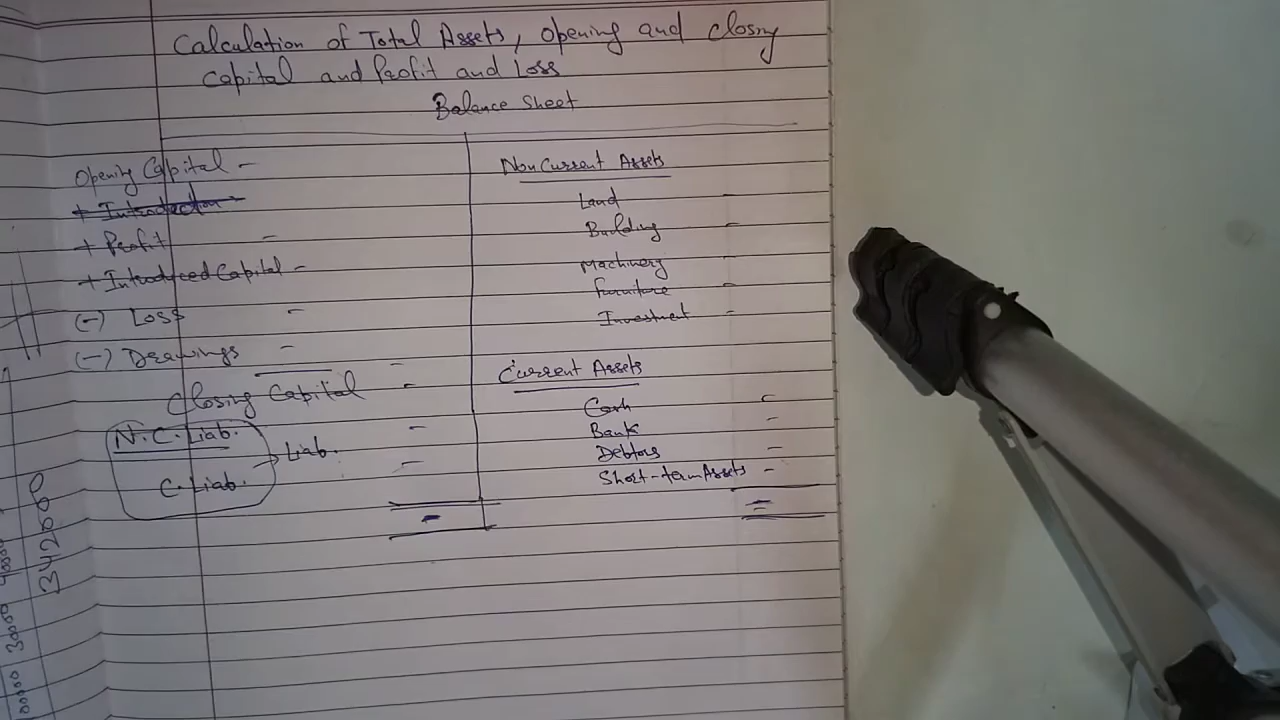 Calculation of Total Assets, Opening and Closing
Capital and Profit and Loss
Balance Sheet
Opening Capital -
+ Introduction -
+ Profit -
+ Introduced Capital -
(-) Loss -
(-) Drawings -
Closing Capital -
N.C. Liab. -
Liab.
C. Liab. -
-
Non Current Assets
Land -
Building -
Machinery -
Furniture -
Investment -
Current Assets
Cash -
Bank -
Debtors -
Short-term Assets -
=
342000